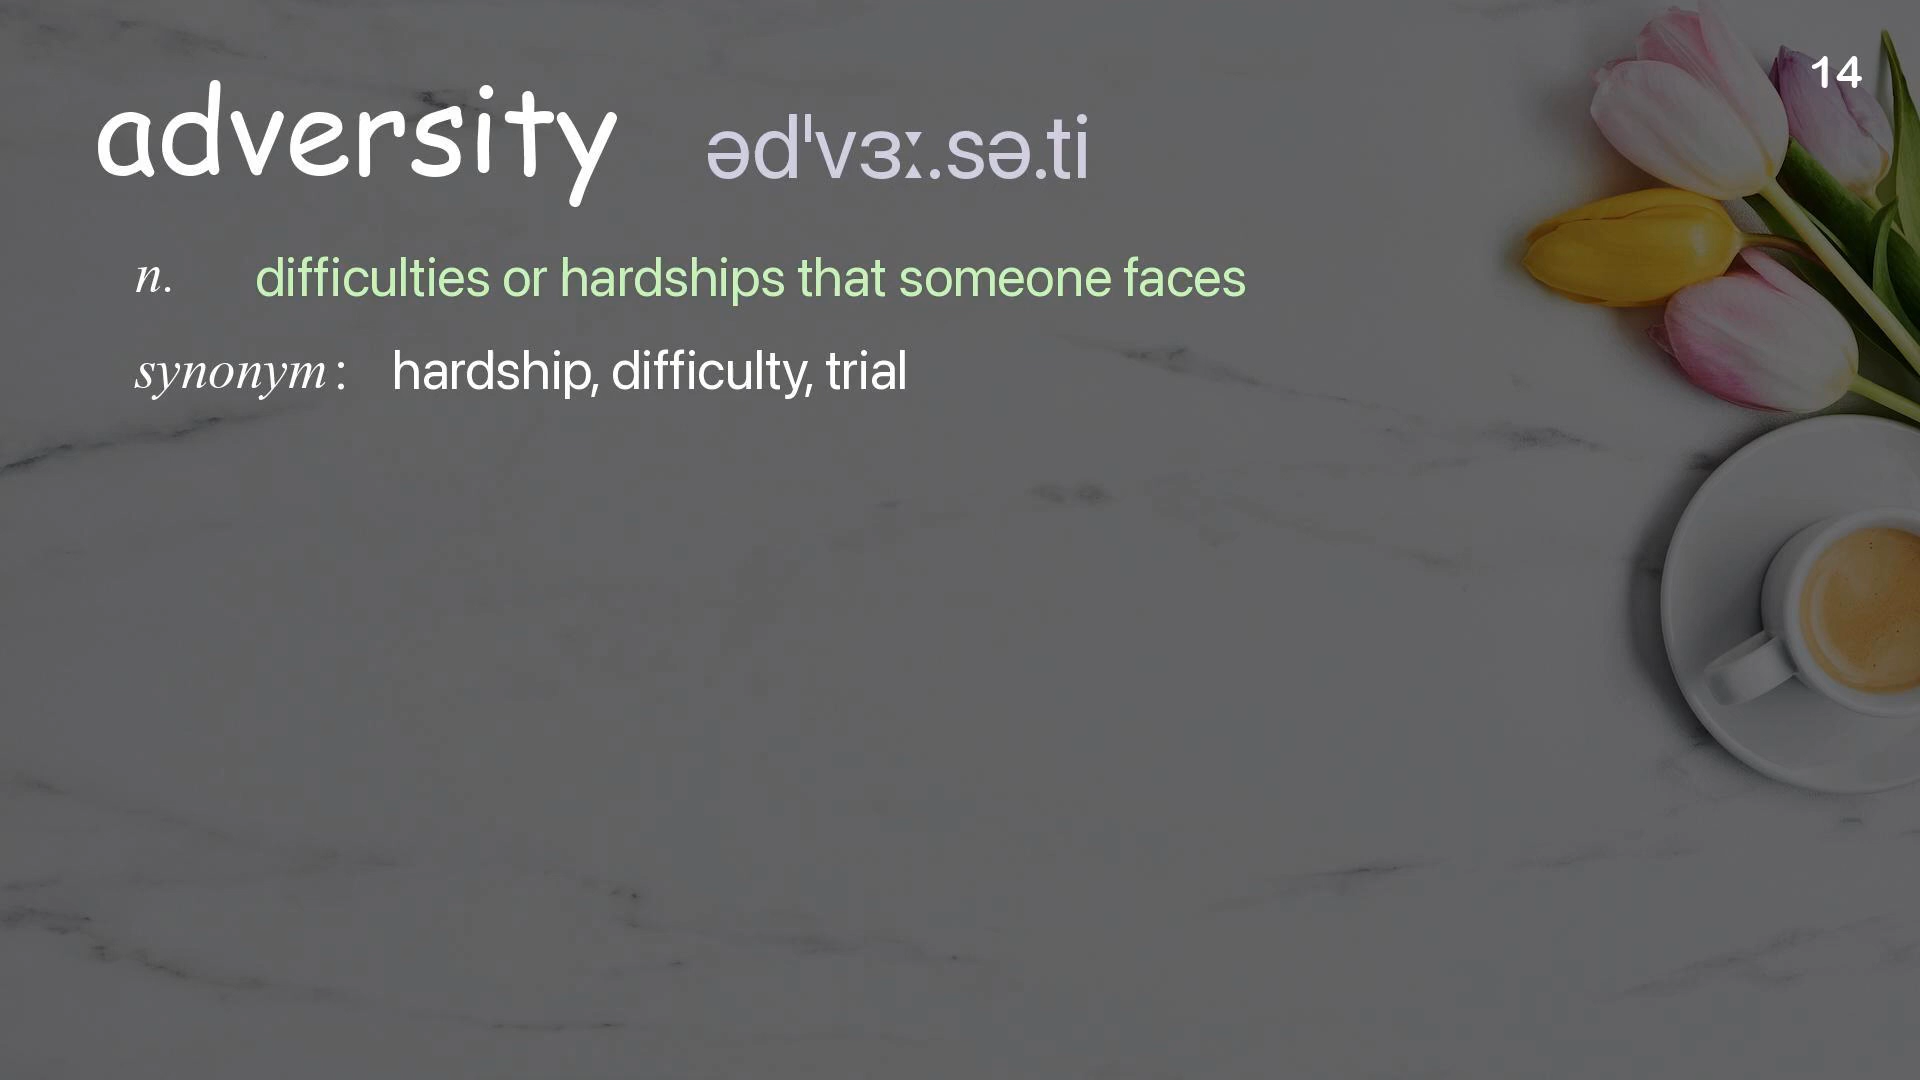 14
adversity ədˈvɜː.sə.ti
n. difficulties or hardships that someone faces
synonym : hardship, difficulty, trial